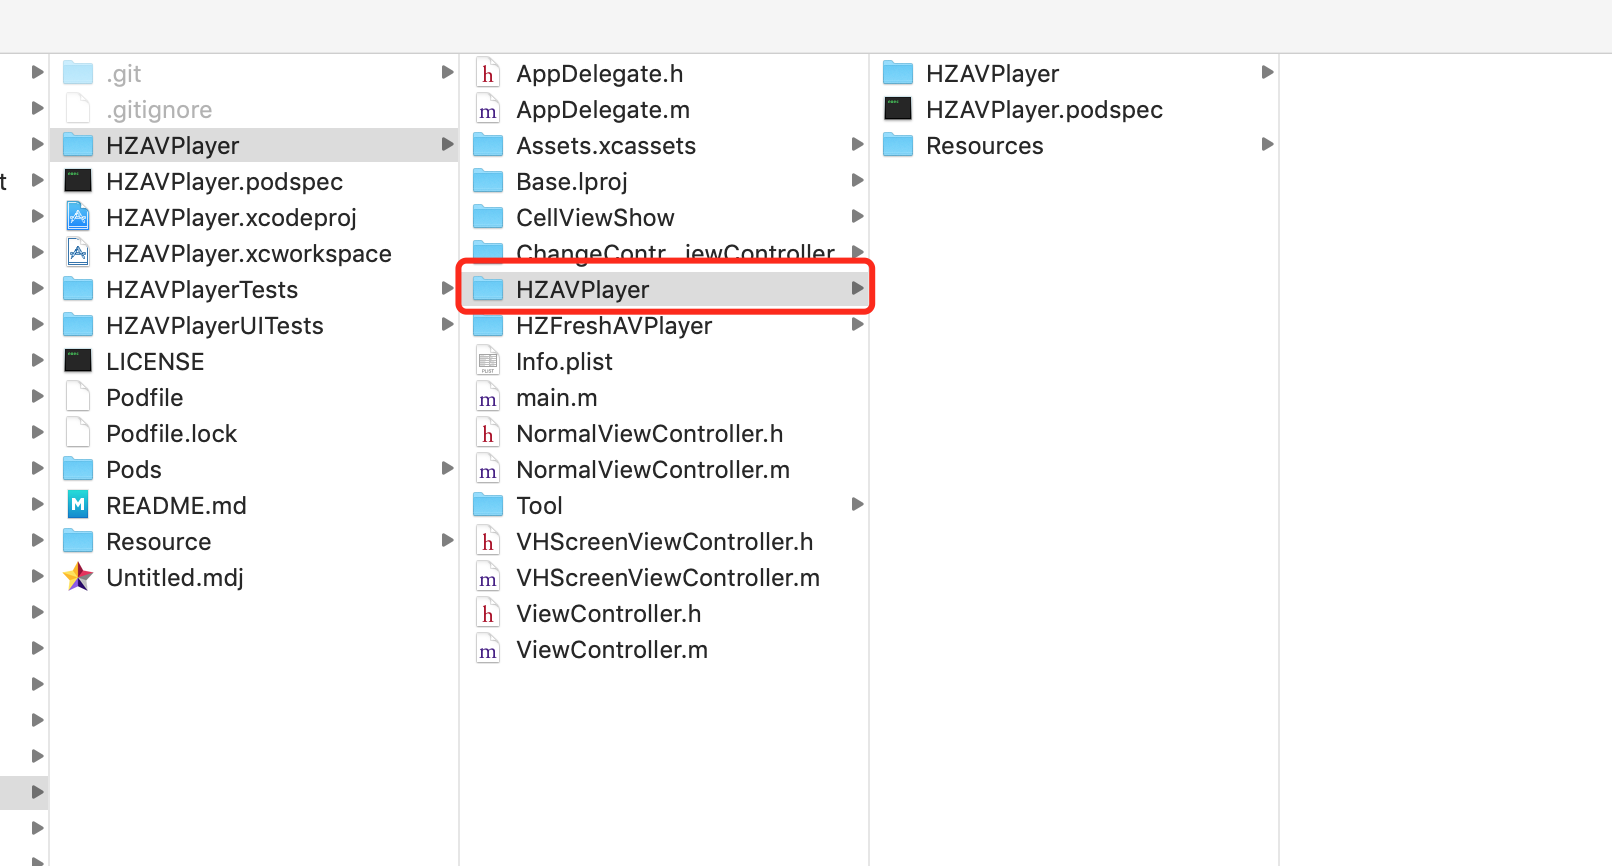 t
.git
.gitignore
HZAVPlayer
HZAVPlayer.podspec
HZAVPlayer.xcodeproj
HZAVPlayer.xcworkspace
HZAVPlayerTests
HZAVPlayerUITests
LICENSE
Podfile
Podfile.lock
Pods
README.md
Resource
Untitled.mdj
AppDelegate.h
AppDelegate.m
Assets.xcassets
Base.lproj
CellViewShow
ChangeContr...iewController
HZAVPlayer
HZFreshAVPlayer
Info.plist
main.m
NormalViewController.h
NormalViewController.m
Tool
VHScreenViewController.h
VHScreenViewController.m
ViewController.h
ViewController.m
HZAVPlayer
HZAVPlayer.podspec
Resources